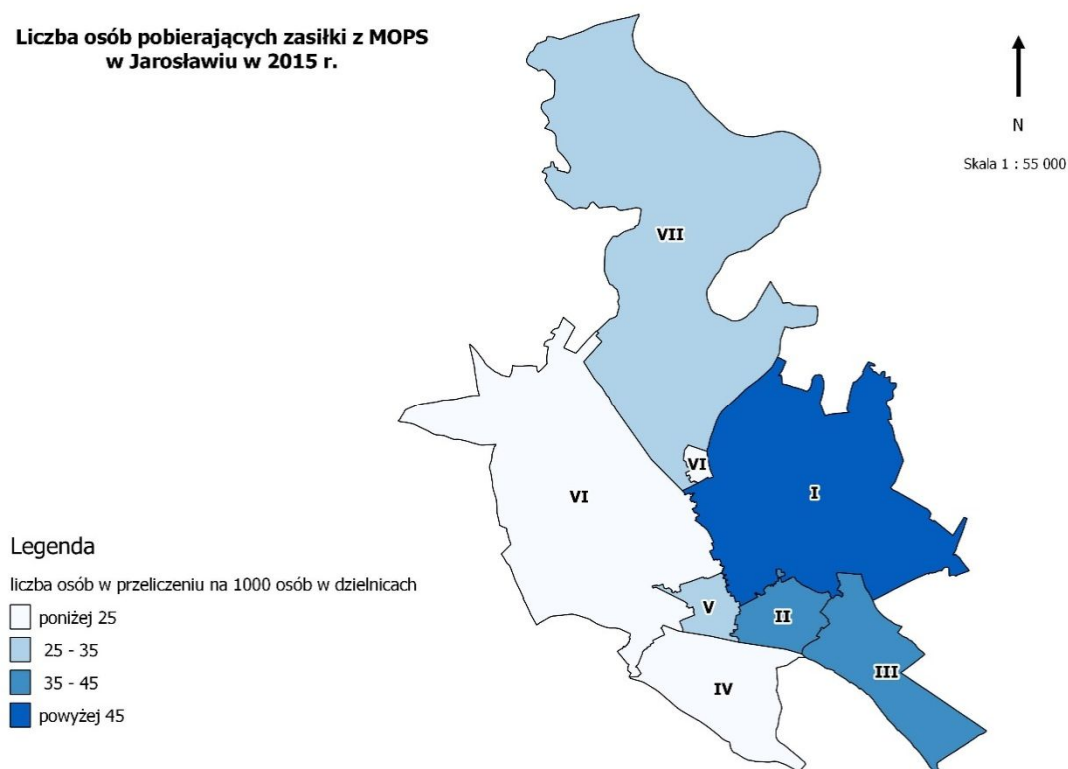 Liczba osób pobierających zasiłki z MOPS
w Jarosławiu w 2015 r.
N
Skala 1 : 55 000
VII
VI
VI
I
V
II
III
IV
Legenda
liczba osób w przeliczeniu na 1000 osób w dzielnicach
poniżej 25
25 - 35
35 - 45
powyżej 45